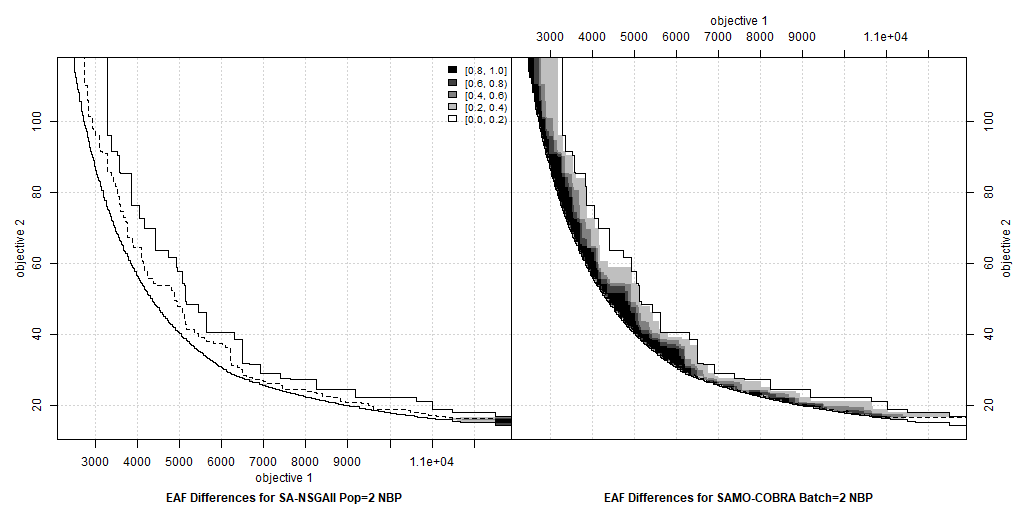 objective 1
3000 4000 5000 6000 7000 8000 9000 1.1e+04
[0.8, 1.0]
[0.6, 0.8)
[0.4, 0.6)
[0.2, 0.4)
[0.0, 0.2)
objective 2
100
80
60
40
20
100
80
60
40
20
objective 2
3000 4000 5000 6000 7000 8000 9000 1.1e+04
objective 1
EAF Differences for SA-NSGAII Pop=2 NBP
EAF Differences for SAMO-COBRA Batch=2 NBP